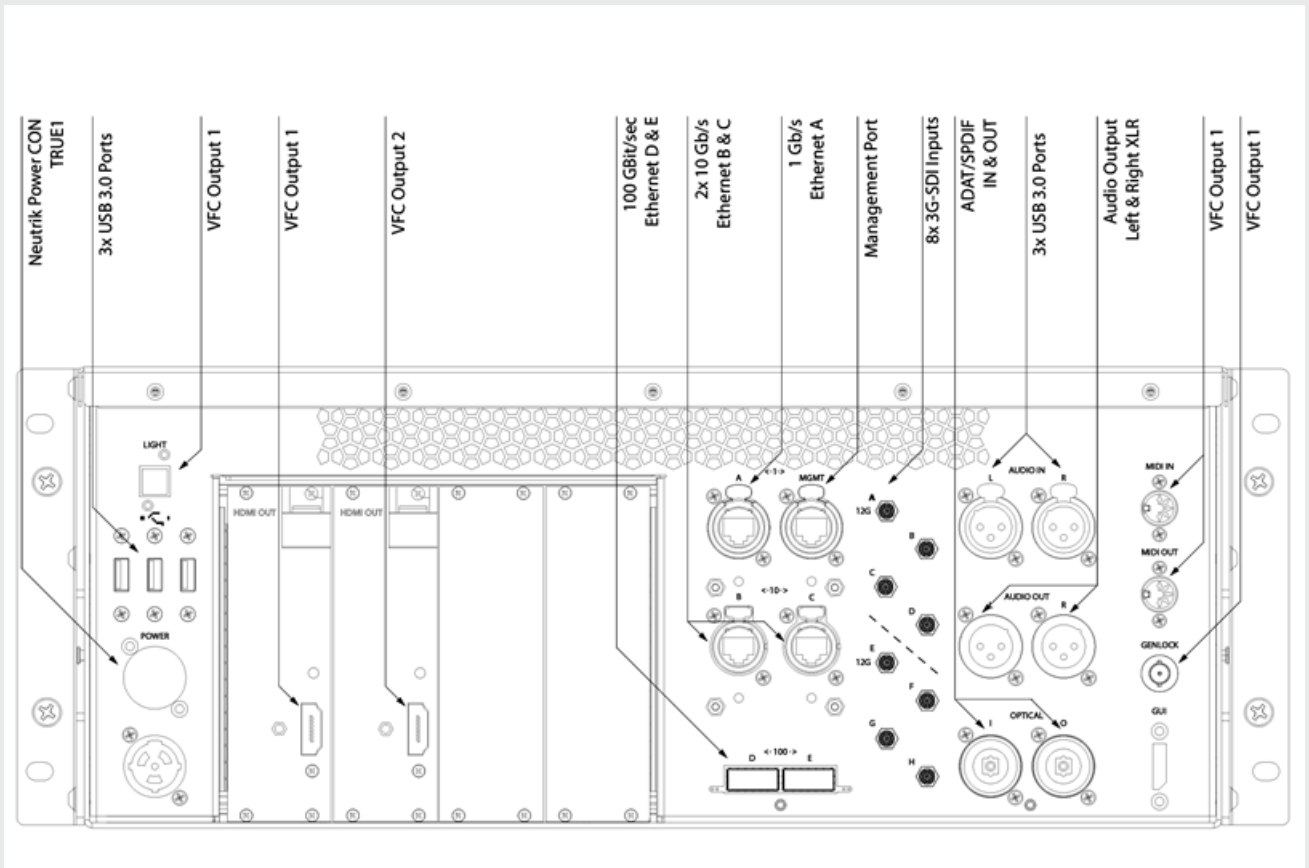 Neutrik Power CON
TRUE1
3x USB 3.0 Ports
VFC Output 1
VFC Output 1
VFC Output 2
100 GBit/sec
Ethernet D & E
2x 10 Gb/s
Ethernet B & C
1 Gb/s
Ethernet A
Management Port
8x 3G-SDI Inputs
ADAT/SPDIF
IN & OUT
3x USB 3.0 Ports
Audio Output
Left & Right XLR
VFC Output 1
VFC Output 1
LIGHT
POWER
HDMI OUT
HDMI OUT
A
<·1·>
MGMT
B
<·10·>
C
<·100·>
D
E
A
12G
B
C
D
E
12G
F
G
H
AUDIO IN
L
R
AUDIO OUT
L
R
OPTICAL
I
O
MIDI IN
MIDI OUT
GENLOCK
GUI